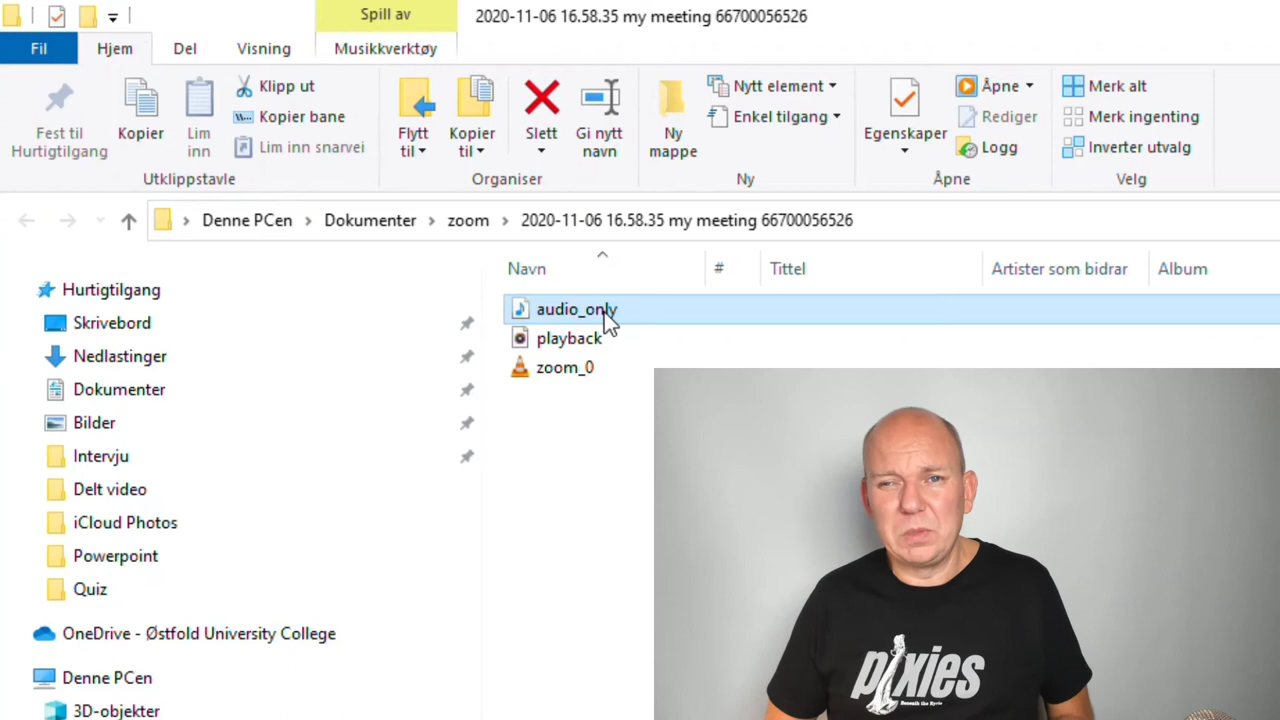 Spill av
2020-11-06 16.58.35 my meeting 66700056526
Fil
Hjem
Del
Visning
Musikkverktøy
Fest til
Hurtigtilgang
Kopier
Lim
inn
Klipp ut
Kopier bane
Lim inn snarvei
Utklippstavle
Flytt
til
Kopier
til
Slett
Gi nytt
navn
Organiser
Ny
mappe
Nytt element
Enkel tilgang
Ny
Egenskaper
Åpne
Rediger
Logg
Åpne
Merk alt
Merk ingenting
Inverter utvalg
Velg
Denne PCen > Dokumenter > zoom > 2020-11-06 16.58.35 my meeting 66700056526
Navn
#
Tittel
Artister som bidrar
Album
Hurtigtilgang
Skrivebord
Nedlastinger
Dokumenter
Bilder
Intervju
Delt video
iCloud Photos
Powerpoint
Quiz
OneDrive - Østfold University College
Denne PCen
3D-objekter
audio_only
playback
zoom_0
pixies